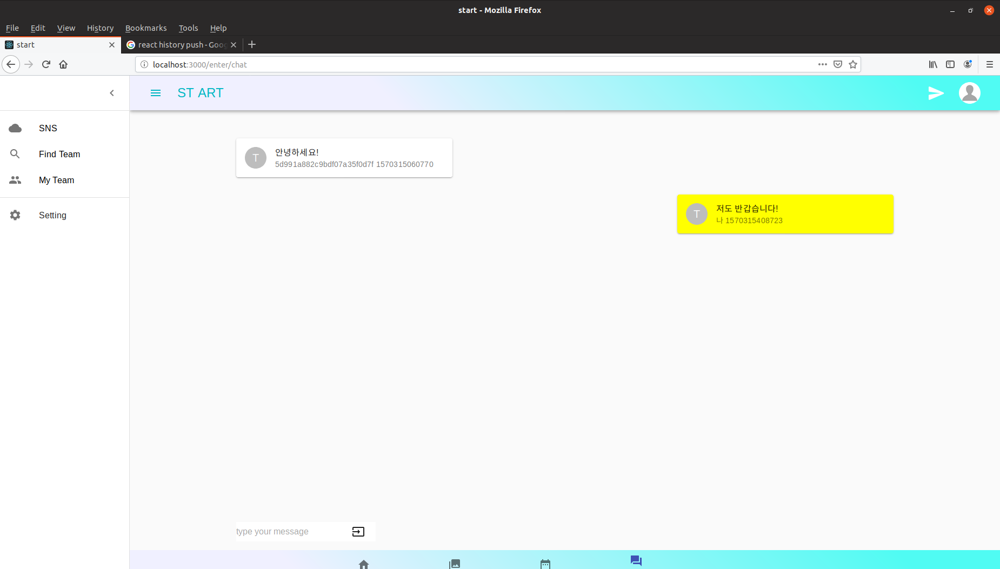 start - Mozilla Firefox
File Edit View History Bookmarks Tools Help
start
react history push - Goog
localhost:3000/enter/chat
ST ART
SNS
Find Team
My Team
Setting
T
안녕하세요!
5d991a882c9bdf07a35f0d7f 1570315060770
T
저도 반갑습니다!
나 1570315408723
type your message